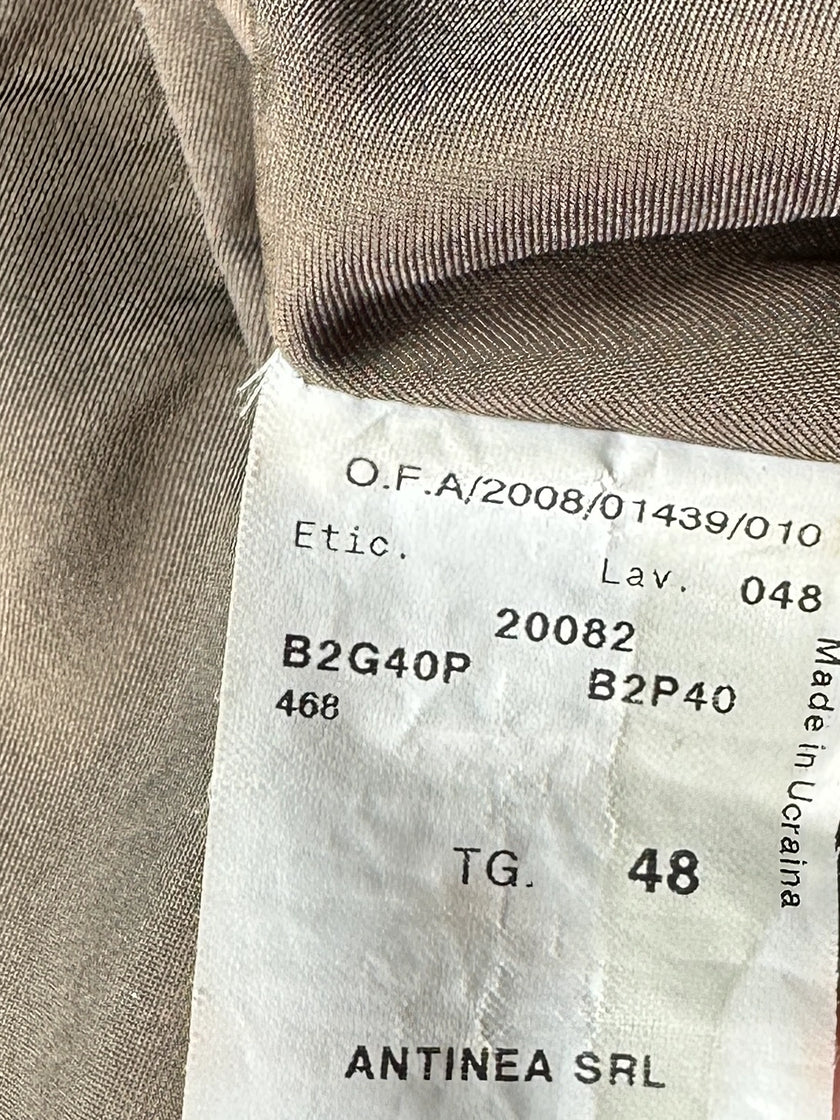 O.F.A/2008/01439/010
Etic.
Lav. 048
20082
B2G40P B2P40
468
TG. 48
ANTINEA SRL
Made in Ucraina